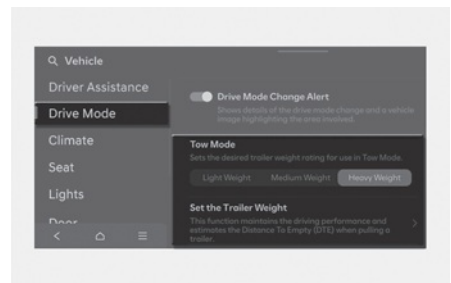 Vehicle
Driver Assistance
Drive Mode
Climate
Seat
Lights
Door
Drive Mode Change Alert
Shows details of the drive mode change and a vehicle
image highlighting the area involved.
Tow Mode
Sets the desired trailer weight rating for use in Tow Mode.
Light Weight Medium Weight Heavy Weight
Set the Trailer Weight
This function maintains the driving performance and
estimates the Distance To Empty (DTE) when pulling a
trailer.